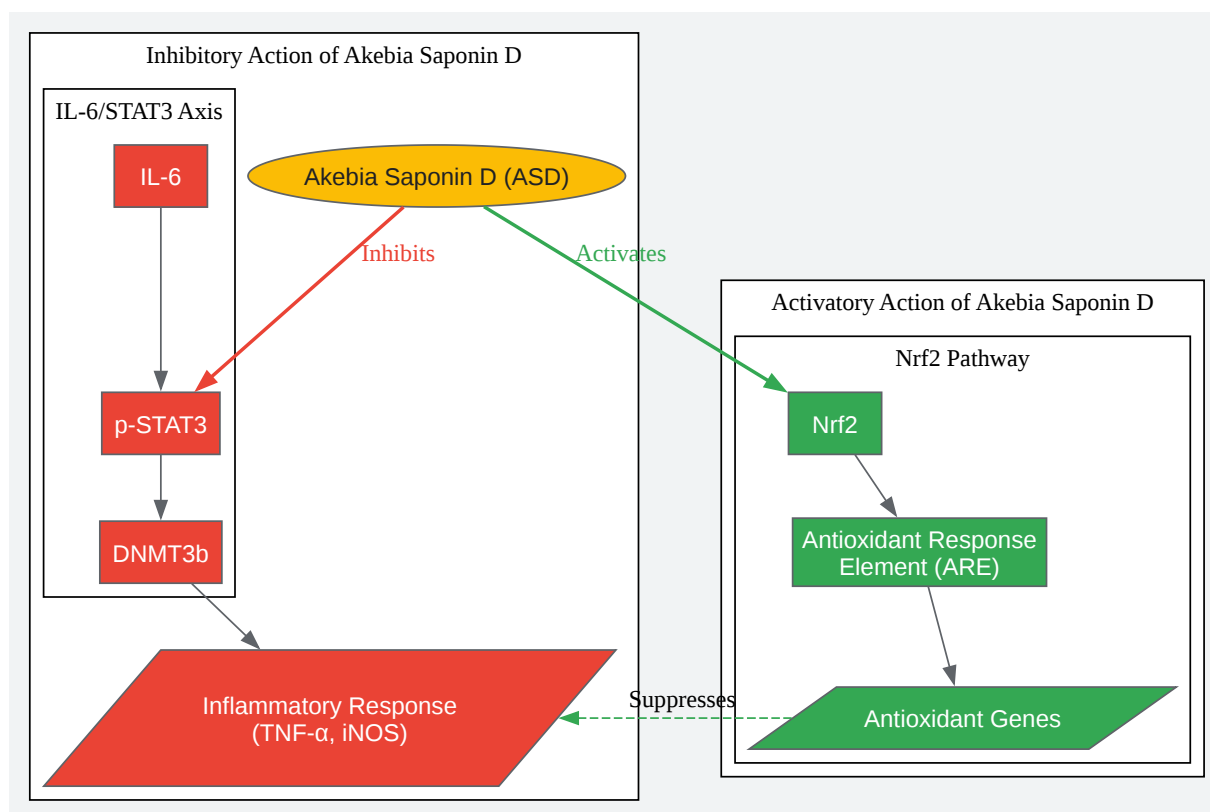 Inhibitory Action of Akebia Saponin D
IL-6/STAT3 Axis
IL-6
Akebia Saponin D (ASD)
Inhibits
Activates
p-STAT3
DNMT3b
Inflammatory Response
(TNF-α, iNOS)
Activatory Action of Akebia Saponin D
Nrf2 Pathway
Nrf2
Antioxidant Response
Element (ARE)
Suppresses
Antioxidant Genes